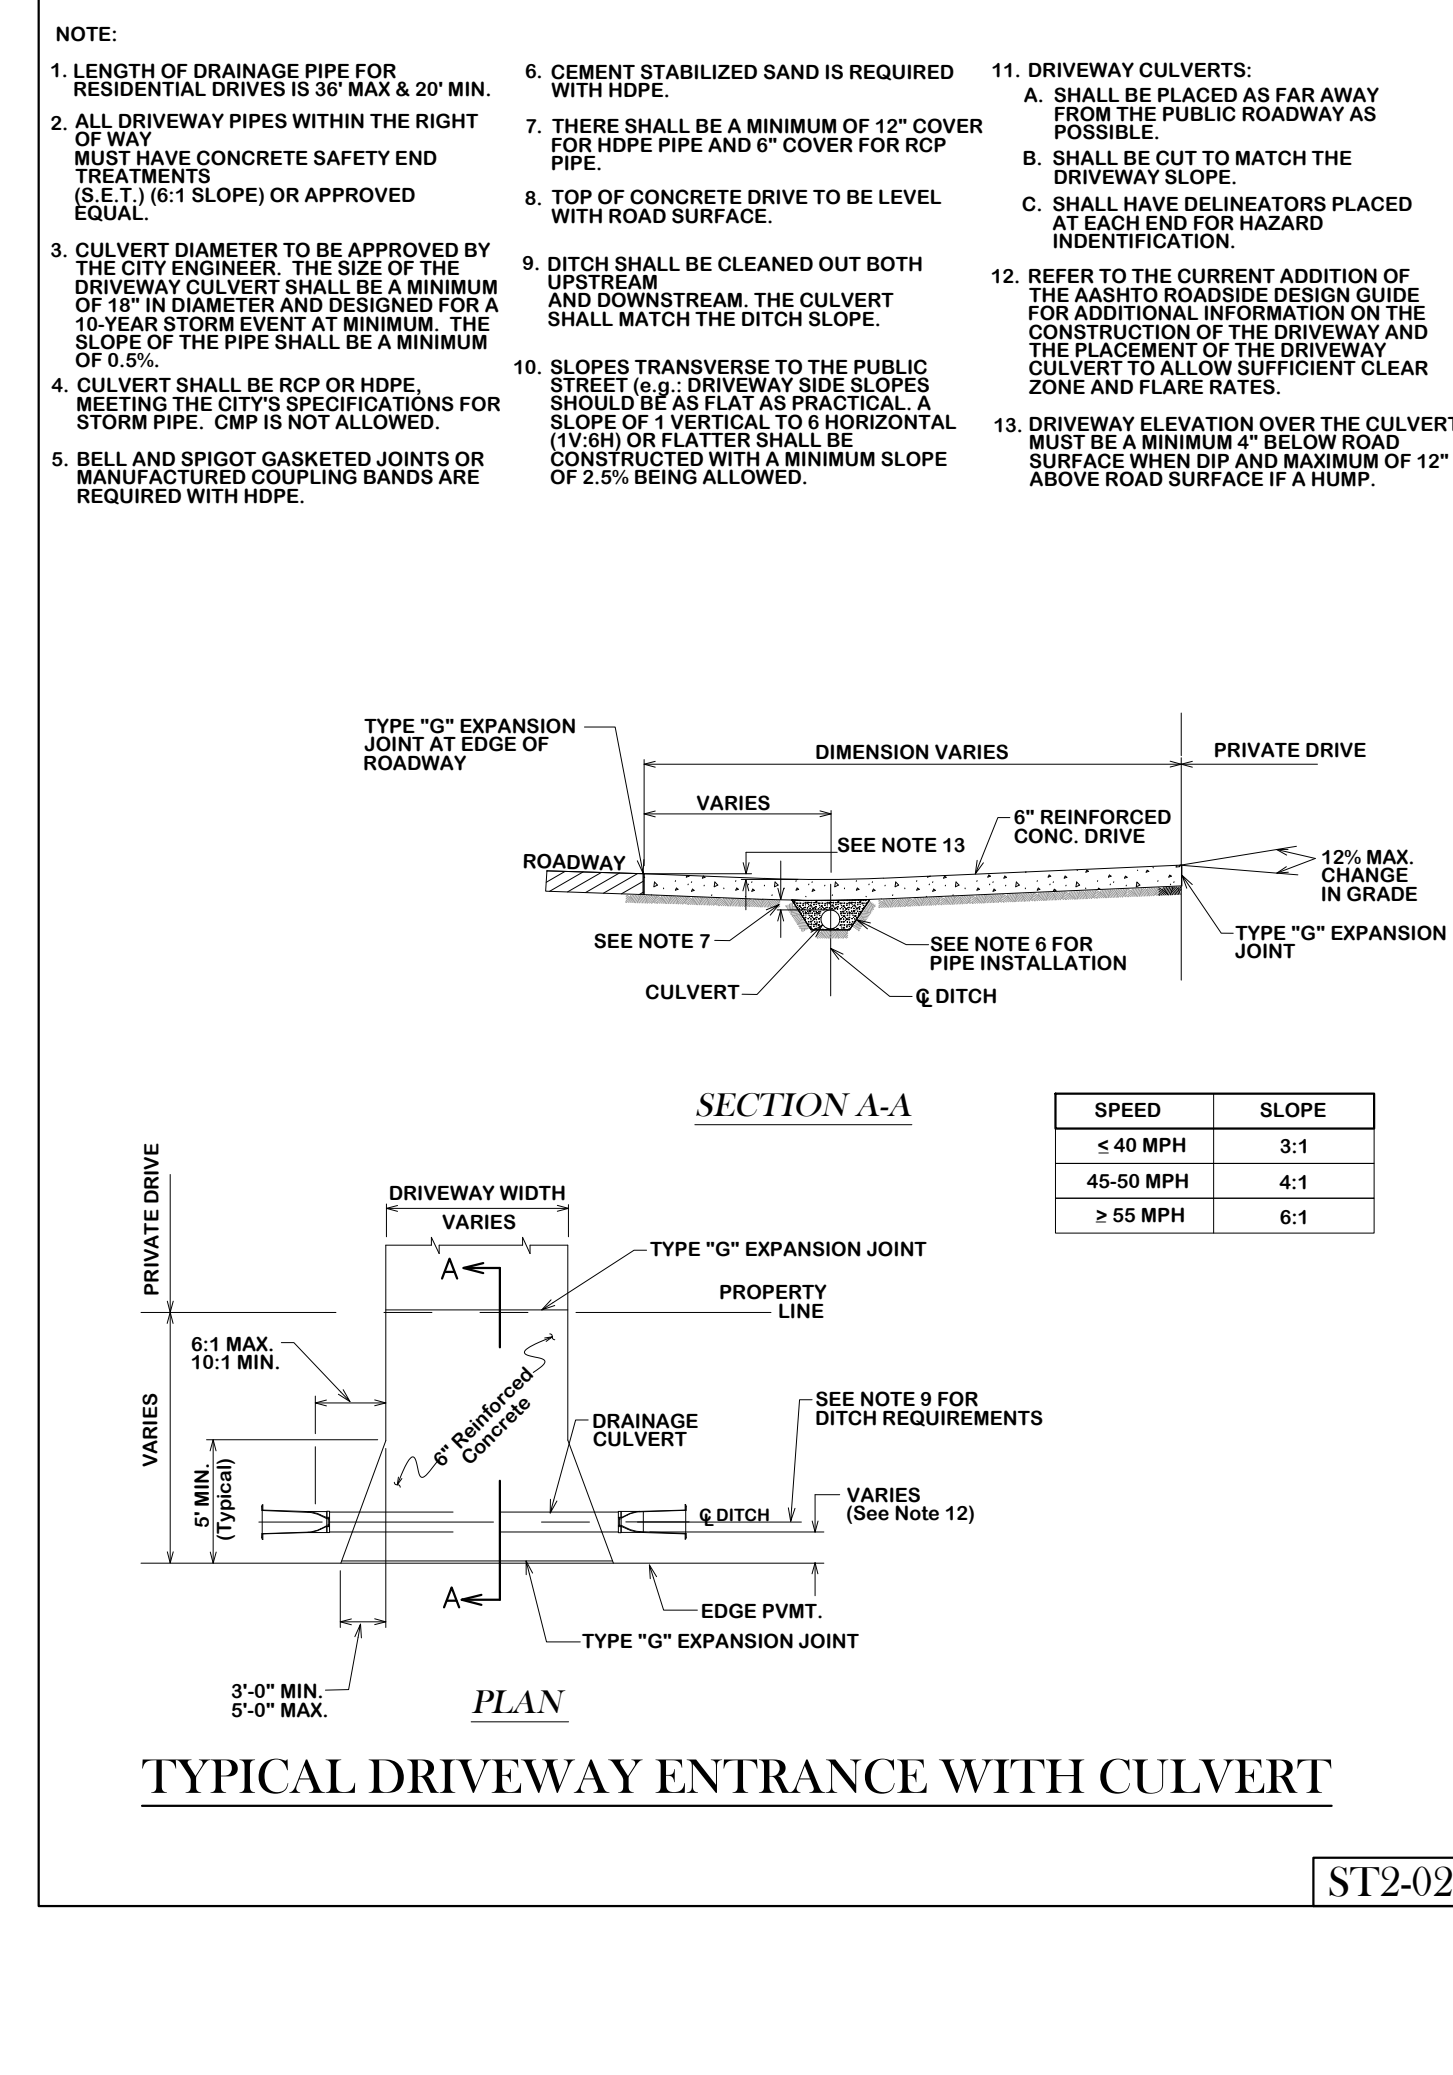 NOTE:
1. LENGTH OF DRAINAGE PIPE FOR
RESIDENTIAL DRIVES IS 36' MAX & 20' MIN.
2. ALL DRIVEWAY PIPES WITHIN THE RIGHT
OF WAY
MUST HAVE CONCRETE SAFETY END
TREATMENTS
(S.E.T.) (6:1 SLOPE) OR APPROVED
EQUAL.
3. CULVERT DIAMETER TO BE APPROVED BY
THE CITY ENGINEER. THE SIZE OF THE
DRIVEWAY CULVERT SHALL BE A MINIMUM
OF 18" IN DIAMETER AND DESIGNED FOR A
10-YEAR STORM EVENT AT MINIMUM. THE
SLOPE OF THE PIPE SHALL BE A MINIMUM
OF 0.5%.
4. CULVERT SHALL BE RCP OR HDPE,
MEETING THE CITY'S SPECIFICATIONS FOR
STORM PIPE. CMP IS NOT ALLOWED.
5. BELL AND SPIGOT GASKETED JOINTS OR
MANUFACTURED COUPLING BANDS ARE
REQUIRED WITH HDPE.
6. CEMENT STABILIZED SAND IS REQUIRED
WITH HDPE.
7. THERE SHALL BE A MINIMUM OF 12" COVER
FOR HDPE PIPE AND 6" COVER FOR RCP
PIPE.
8. TOP OF CONCRETE DRIVE TO BE LEVEL
WITH ROAD SURFACE.
9. DITCH SHALL BE CLEANED OUT BOTH
UPSTREAM
AND DOWNSTREAM. THE CULVERT
SHALL MATCH THE DITCH SLOPE.
10. SLOPES TRANSVERSE TO THE PUBLIC
STREET (e.g.: DRIVEWAY SIDE SLOPES
SHOULD BE AS FLAT AS PRACTICAL. A
SLOPE OF 1 VERTICAL TO 6 HORIZONTAL
(1V:6H) OR FLATTER SHALL BE
CONSTRUCTED WITH A MINIMUM SLOPE
OF 2.5% BEING ALLOWED.
11. DRIVEWAY CULVERTS:
A. SHALL BE PLACED AS FAR AWAY
FROM THE PUBLIC ROADWAY AS
POSSIBLE.
B. SHALL BE CUT TO MATCH THE
DRIVEWAY SLOPE.
C. SHALL HAVE DELINEATORS PLACED
AT EACH END FOR HAZARD
INDENTIFICATION.
12. REFER TO THE CURRENT ADDITION OF
THE AASHTO ROADSIDE DESIGN GUIDE
FOR ADDITIONAL INFORMATION ON THE
CONSTRUCTION OF THE DRIVEWAY AND
THE PLACEMENT OF THE DRIVEWAY
CULVERT TO ALLOW SUFFICIENT CLEAR
ZONE AND FLARE RATES.
13. DRIVEWAY ELEVATION OVER THE CULVERT
MUST BE A MINIMUM 4" BELOW ROAD
SURFACE WHEN DIP AND MAXIMUM OF 12"
ABOVE ROAD SURFACE IF A HUMP.
TYPE "G" EXPANSION
JOINT AT EDGE OF
ROADWAY
DIMENSION VARIES
PRIVATE DRIVE
VARIES
6" REINFORCED
CONC. DRIVE
SEE NOTE 13
ROADWAY
12% MAX.
CHANGE
IN GRADE
SEE NOTE 7
SEE NOTE 6 FOR
PIPE INSTALLATION
TYPE "G" EXPANSION
JOINT
CULVERT
℄ DITCH
SECTION A-A
SPEED SLOPE
≤ 40 MPH 3:1
45-50 MPH 4:1
≥ 55 MPH 6:1
PRIVATE DRIVE
DRIVEWAY WIDTH
VARIES
A
TYPE "G" EXPANSION JOINT
PROPERTY
LINE
6:1 MAX.
10:1 MIN.
VARIES
6" Reinforced
Concrete
DRAINAGE
CULVERT
SEE NOTE 9 FOR
DITCH REQUIREMENTS
5' MIN.
(Typical)
℄ DITCH
VARIES
(See Note 12)
A
EDGE PVMT.
TYPE "G" EXPANSION JOINT
3'-0" MIN.
5'-0" MAX.
PLAN
TYPICAL DRIVEWAY ENTRANCE WITH CULVERT
ST2-02